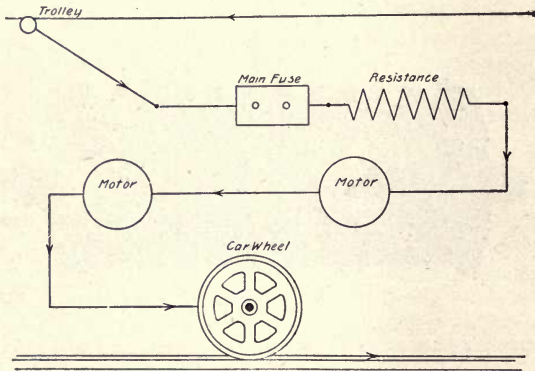 Trolley
Main Fuse
Resistance
Motor
Motor
Car Wheel